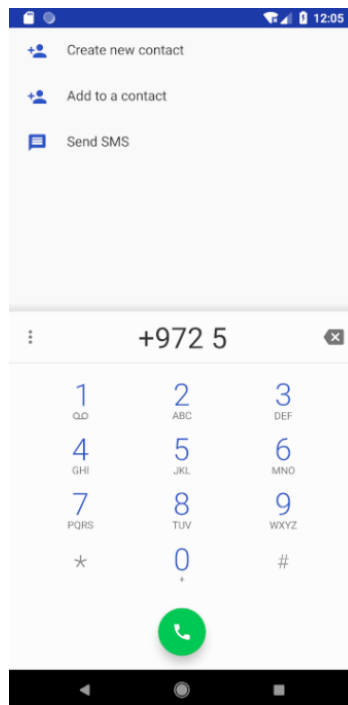 12:05
Create new contact
Add to a contact
Send SMS
+972 5
1 2 3
ABC DEF
4 5 6
GHI JKL MNO
7 8 9
PQRS TUV WXYZ
* 0 #
+